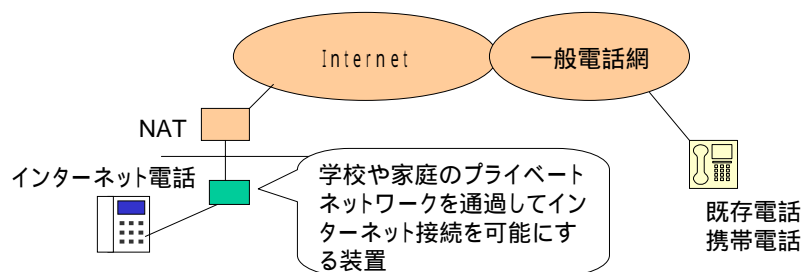 Internet
一般電話網
NAT
インターネット電話
学校や家庭のプライベート
ネットワークを通過してイン
ターネット接続を可能にす
る装置
既存電話
携帯電話